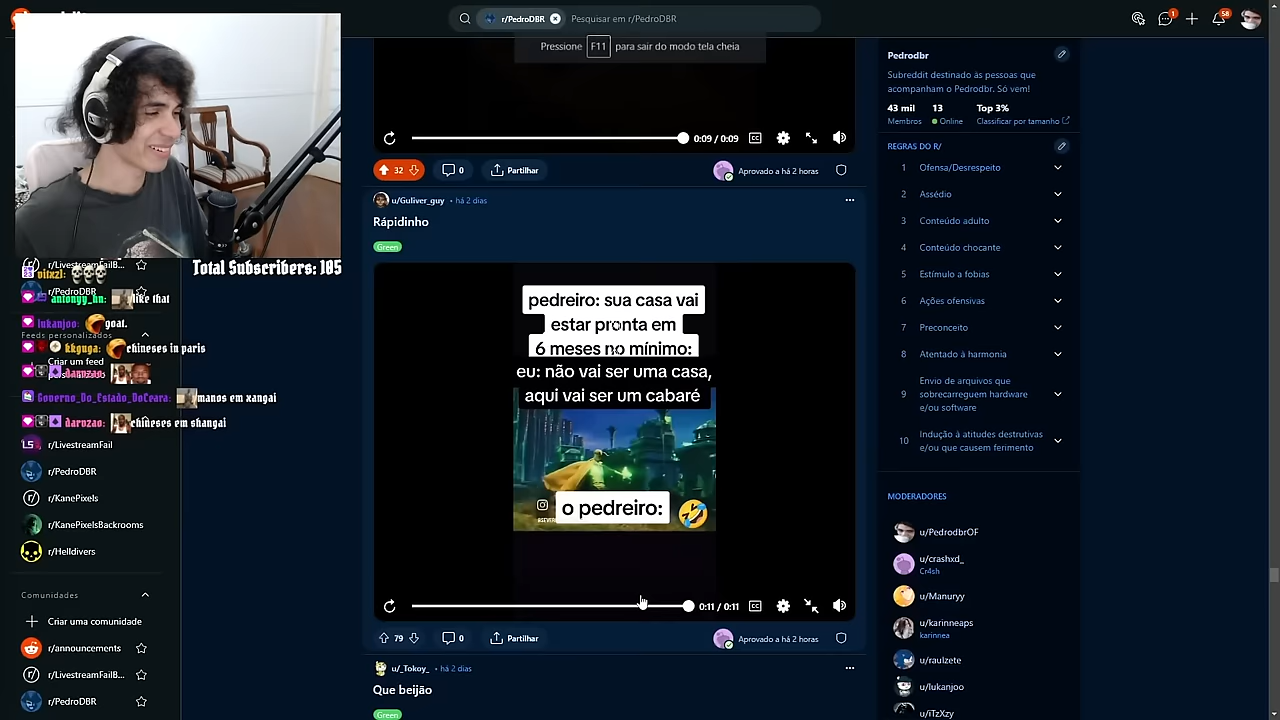 r/PedroDBR
Pesquisar em r/PedroDBR
1
58
Pressione F11 para sair do modo tela cheia
0:09 / 0:09
32
0
Partilhar
Aprovado a há 2 horas
u/Guliver_guy • há 2 dias
Rápidinho
Green
pedreiro: sua casa vai
estar pronta em
6 meses no mínimo:
eu: não vai ser uma casa,
aqui vai ser um cabaré
o pedreiro:
0:11 / 0:11
79
0
Partilhar
Aprovado a há 2 horas
u/_Tokoy_ • há 2 dias
Que beijão
Green
Total Subscribers: 105
r/LivestreamFailB...
vitxzl:
r/PedroDBR
antonyy_hn: like that
lukanjoo: goat.
Feeds personalizados
kkguga: chineses in paris
Criar um feed
darozao:
Governo_Do_Estado_DoCeara: manos em xangai
darozao: chineses em shangai
r/LivestreamFail
r/PedroDBR
r/KanePixels
r/KanePixelsBackrooms
r/Helldivers
Comunidades
Criar uma comunidade
r/announcements
r/LivestreamFailB...
r/PedroDBR
Pedrodbr
Subreddit destinado às pessoas que
acompanham o Pedrodbr. Só vem!
43 mil 13 Top 3%
Membros Online Classificar por tamanho
REGRAS DO R/
1 Ofensa/Desrespeito
2 Assédio
3 Conteúdo adulto
4 Conteúdo chocante
5 Estímulo a fobias
6 Ações ofensivas
7 Preconceito
8 Atentado à harmonia
9 Envio de arquivos que
sobrecarreguem hardware
e/ou software
10 Indução à atitudes destrutivas
e/ou que causem ferimento
MODERADORES
u/PedrodbrOF
u/crashxd_
Cr4sh
u/Manuryy
u/karinneaps
karinnea
u/raulzete
u/lukanjoo
u/iTzXzy